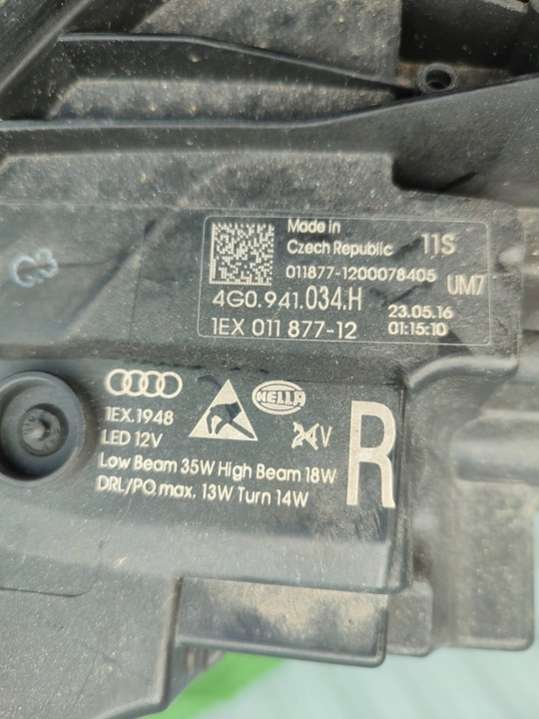 Made in
Czech Republic 11S
011877-1200078405
UM7
4G0.941.034.H 23.05.16
1EX 011 877-12 01:15:10
C3
1EX.1948 HELLA
LED 12V 24V
Low Beam 35W High Beam 18W
DRL/PO max. 13W Turn 14W
R